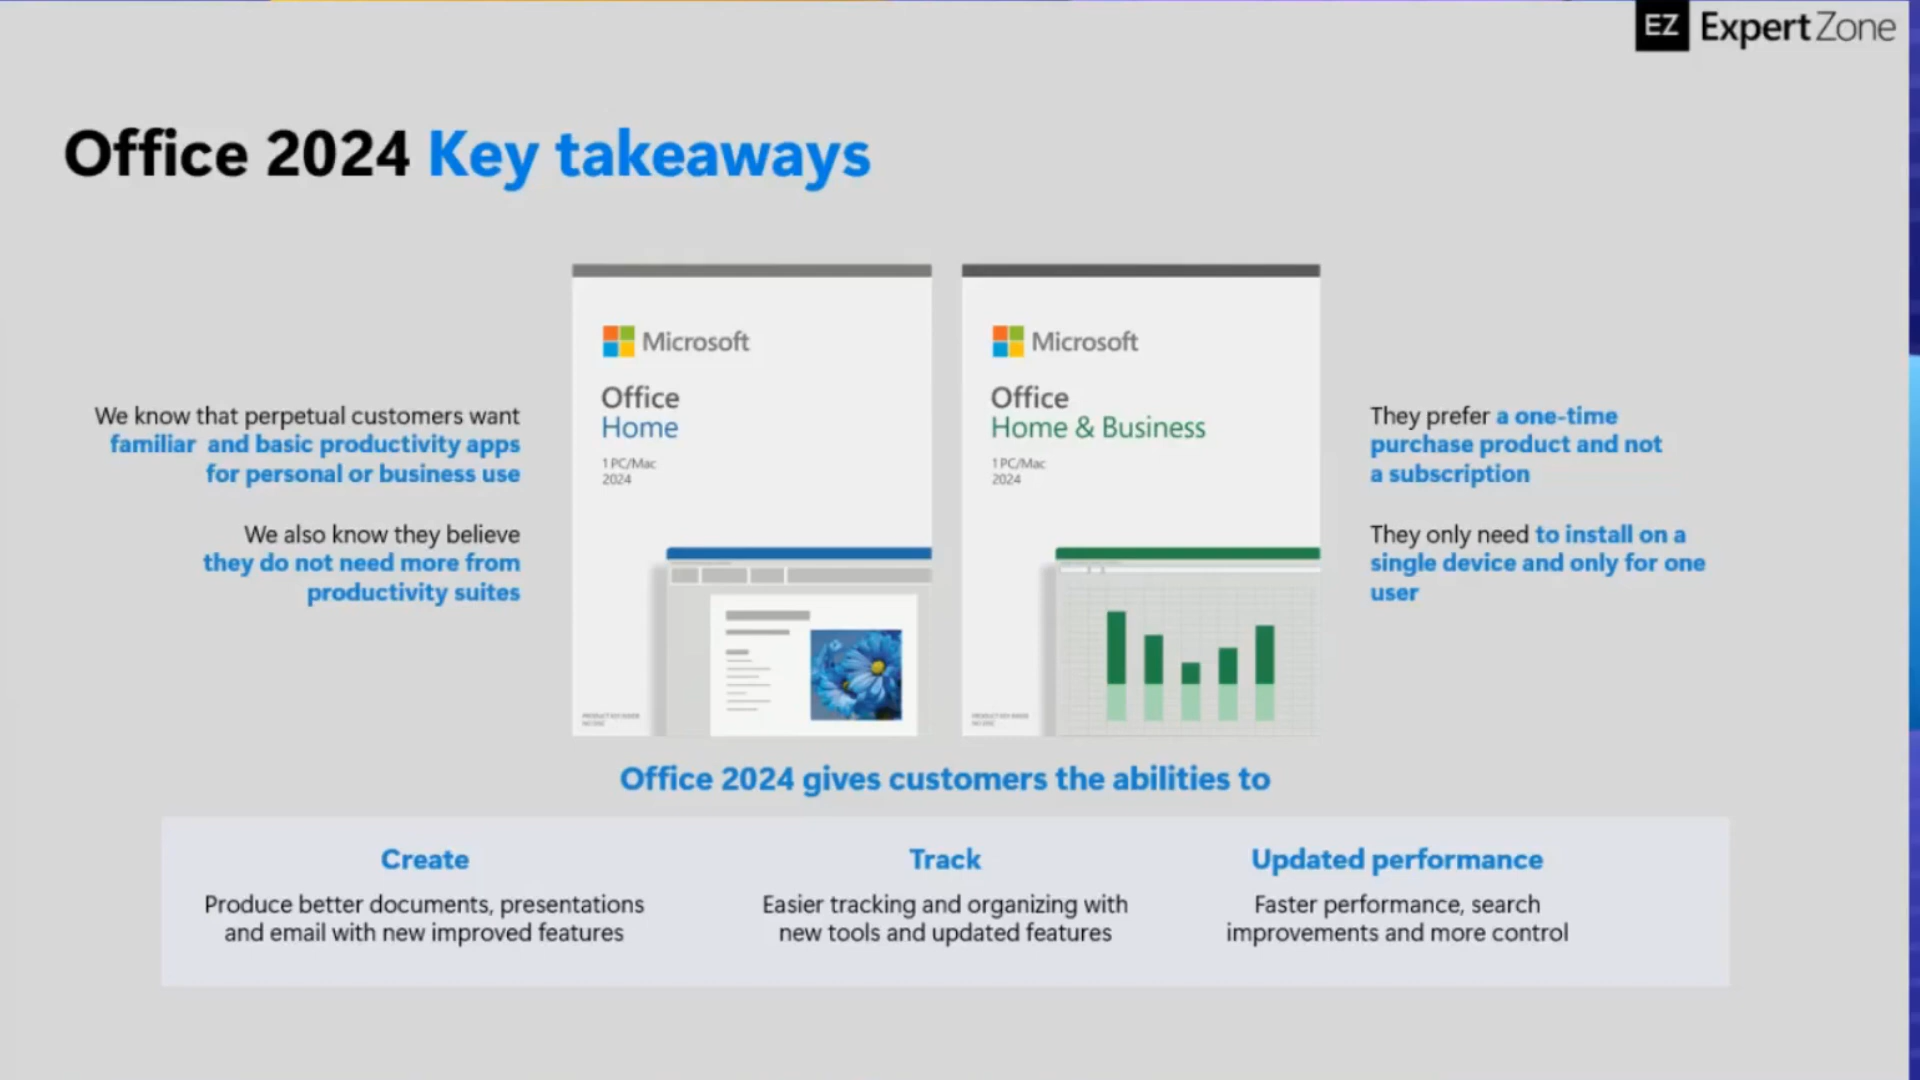 EZ Expert Zone
Office 2024 Key takeaways
We know that perpetual customers want
familiar and basic productivity apps
for personal or business use
We also know they believe
they do not need more from
productivity suites
Microsoft
Office
Home
1 PC/Mac
2024
Microsoft
Office
Home & Business
1 PC/Mac
2024
They prefer a one-time
purchase product and not
a subscription
They only need to install on a
single device and only for one
user
Office 2024 gives customers the abilities to
Create
Produce better documents, presentations
and email with new improved features
Track
Easier tracking and organizing with
new tools and updated features
Updated performance
Faster performance, search
improvements and more control